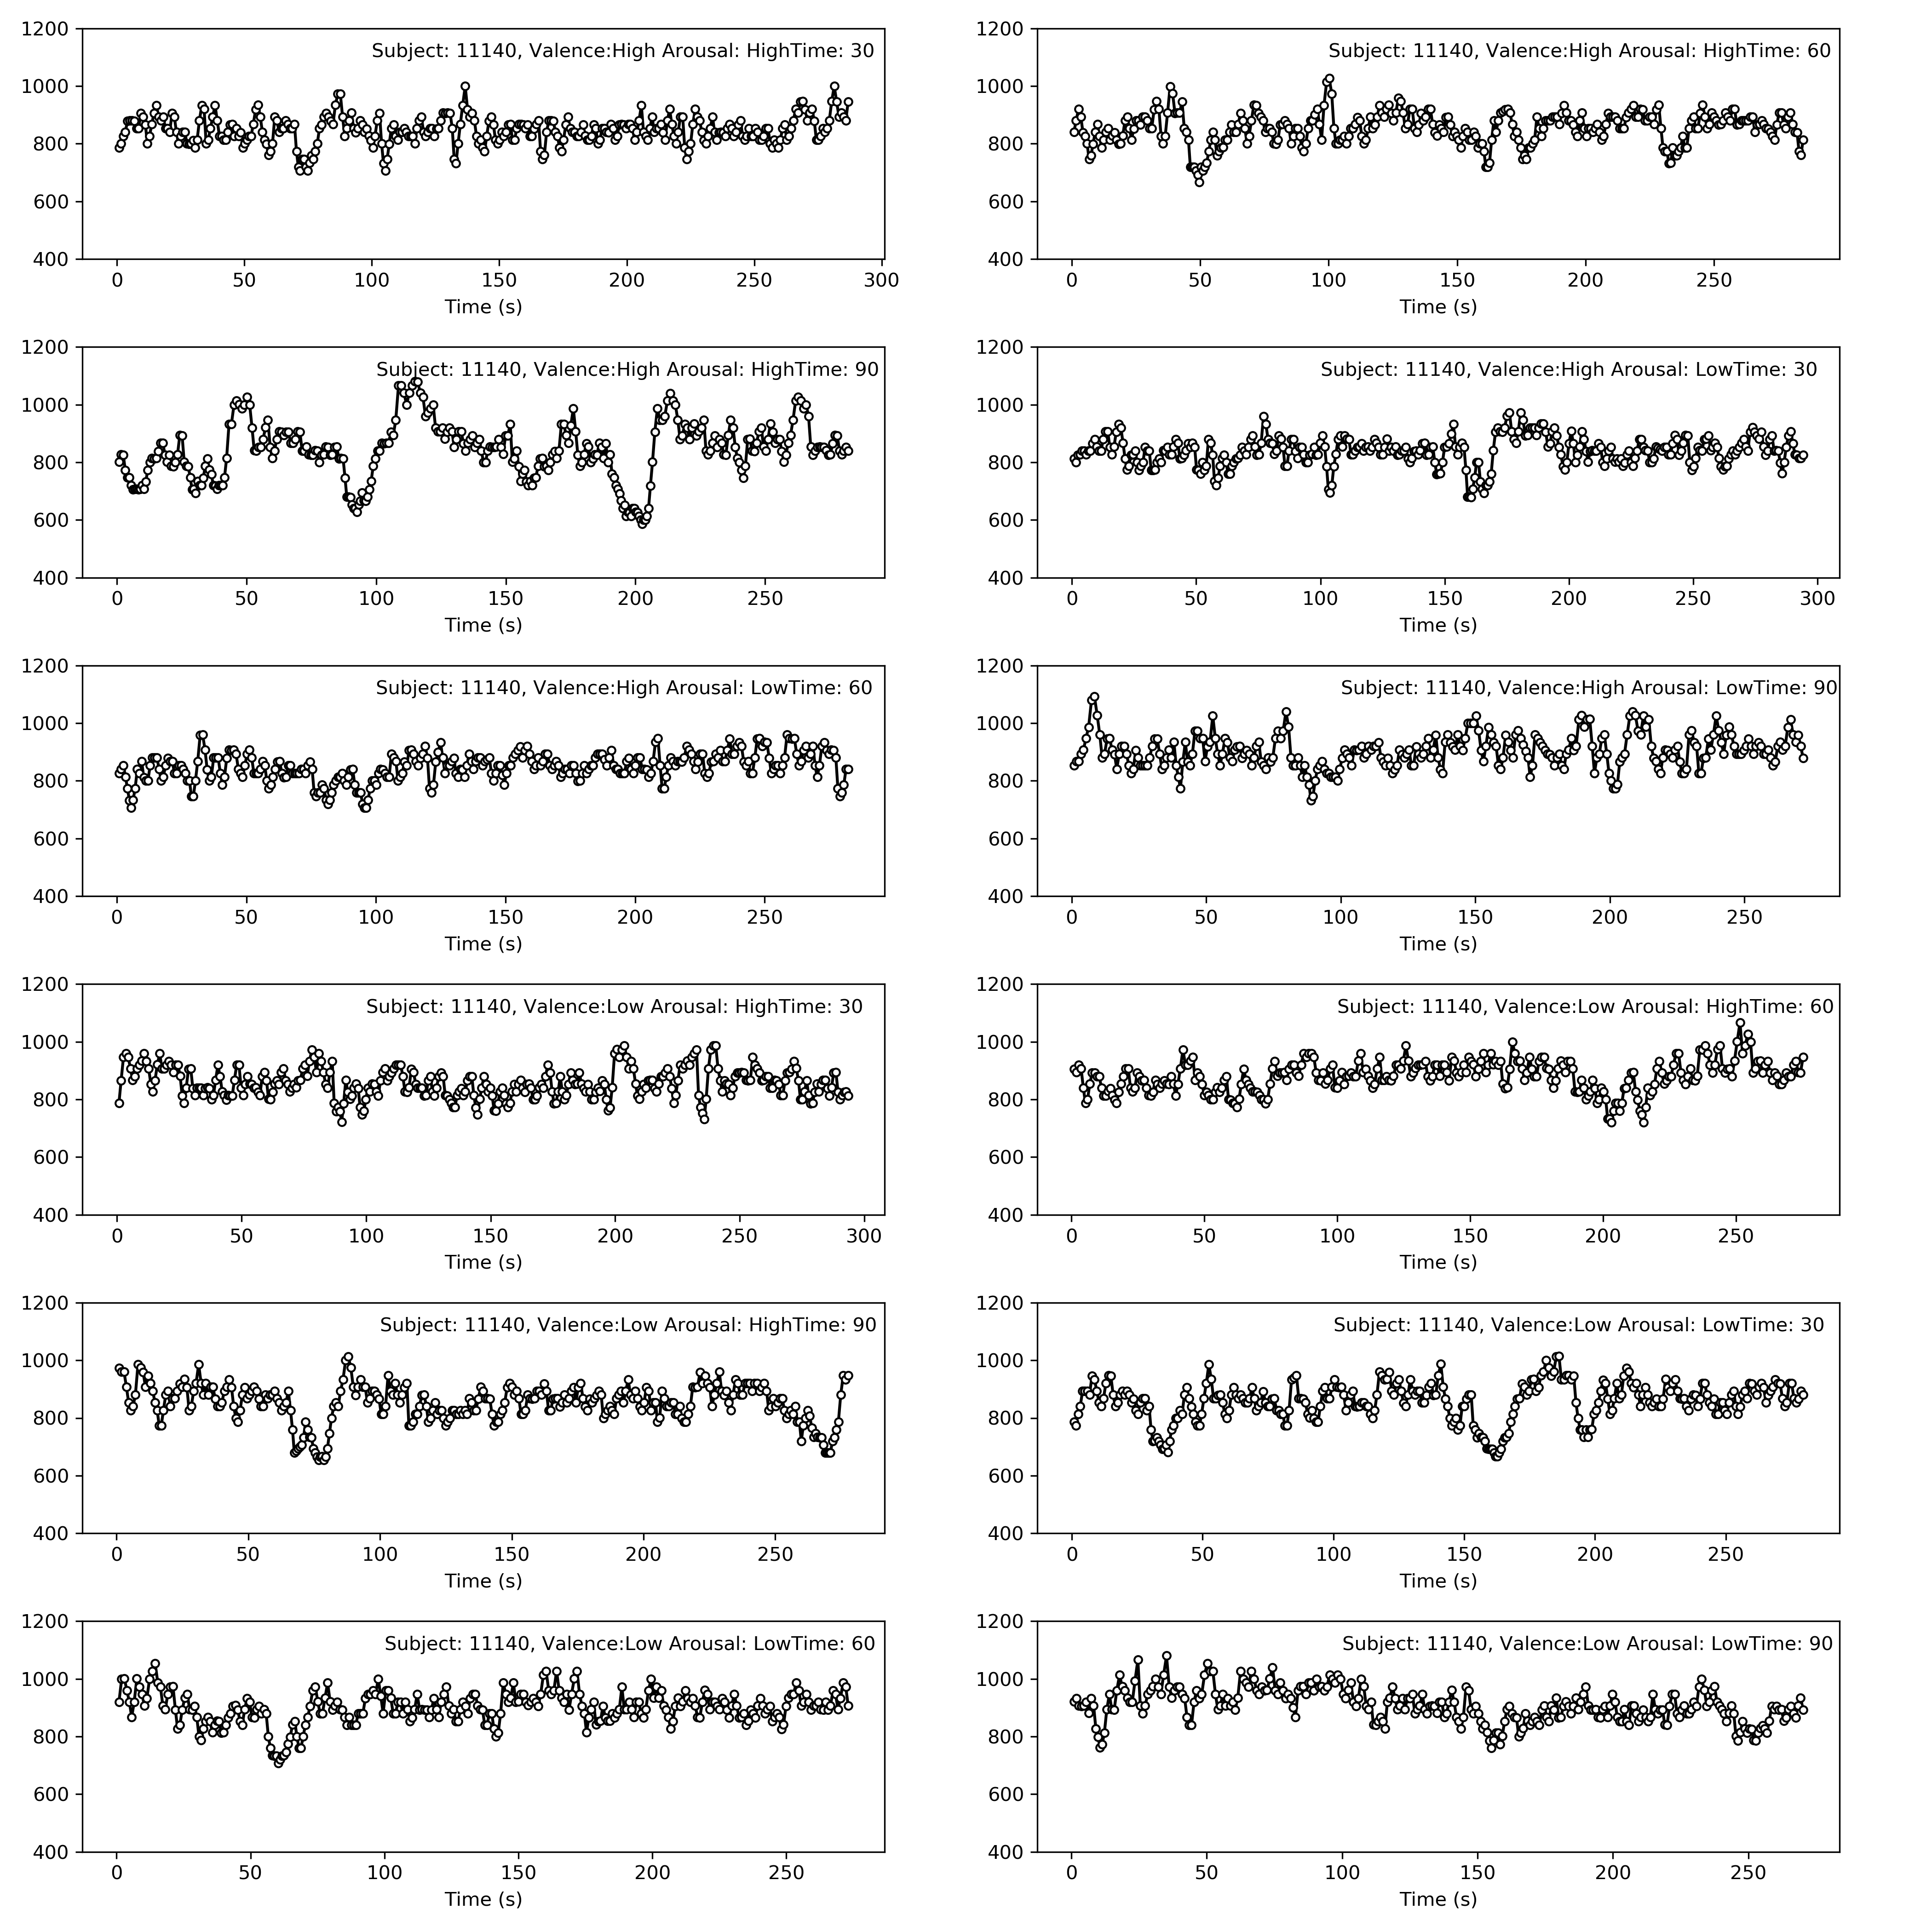 1200
Subject: 11140, Valence:High Arousal: HighTime: 30
1000
800
600
400
0 50 100 150 200 250 300
Time (s)
1200
Subject: 11140, Valence:High Arousal: HighTime: 60
1000
800
600
400
0 50 100 150 200 250
Time (s)
1200
Subject: 11140, Valence:High Arousal: HighTime: 90
1000
800
600
400
0 50 100 150 200 250
Time (s)
1200
Subject: 11140, Valence:High Arousal: LowTime: 30
1000
800
600
400
0 50 100 150 200 250 300
Time (s)
1200
Subject: 11140, Valence:High Arousal: LowTime: 60
1000
800
600
400
0 50 100 150 200 250
Time (s)
1200
Subject: 11140, Valence:High Arousal: LowTime: 90
1000
800
600
400
0 50 100 150 200 250
Time (s)
1200
Subject: 11140, Valence:Low Arousal: HighTime: 30
1000
800
600
400
0 50 100 150 200 250 300
Time (s)
1200
Subject: 11140, Valence:Low Arousal: HighTime: 60
1000
800
600
400
0 50 100 150 200 250
Time (s)
1200
Subject: 11140, Valence:Low Arousal: HighTime: 90
1000
800
600
400
0 50 100 150 200 250
Time (s)
1200
Subject: 11140, Valence:Low Arousal: LowTime: 30
1000
800
600
400
0 50 100 150 200 250
Time (s)
1200
Subject: 11140, Valence:Low Arousal: LowTime: 60
1000
800
600
400
0 50 100 150 200 250
Time (s)
1200
Subject: 11140, Valence:Low Arousal: LowTime: 90
1000
800
600
400
0 50 100 150 200 250
Time (s)